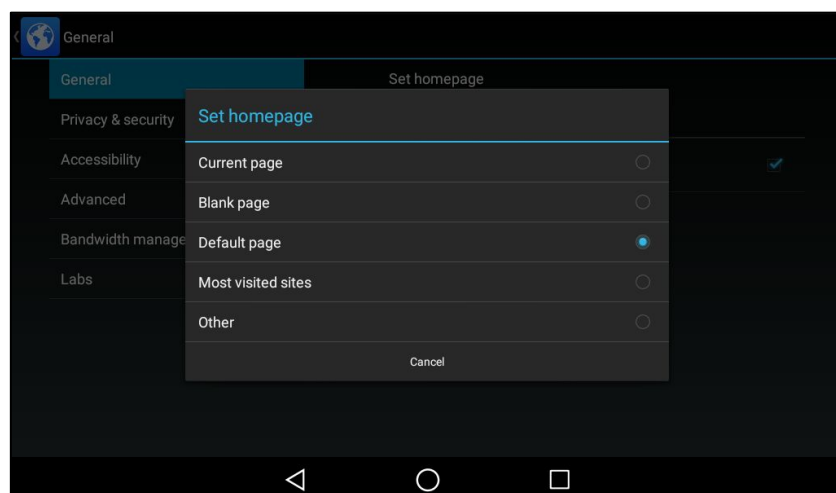 General
General
Set homepage
Privacy & security
Accessibility
Advanced
Bandwidth manage
Labs
Set homepage
Current page
Blank page
Default page
Most visited sites
Other
Cancel